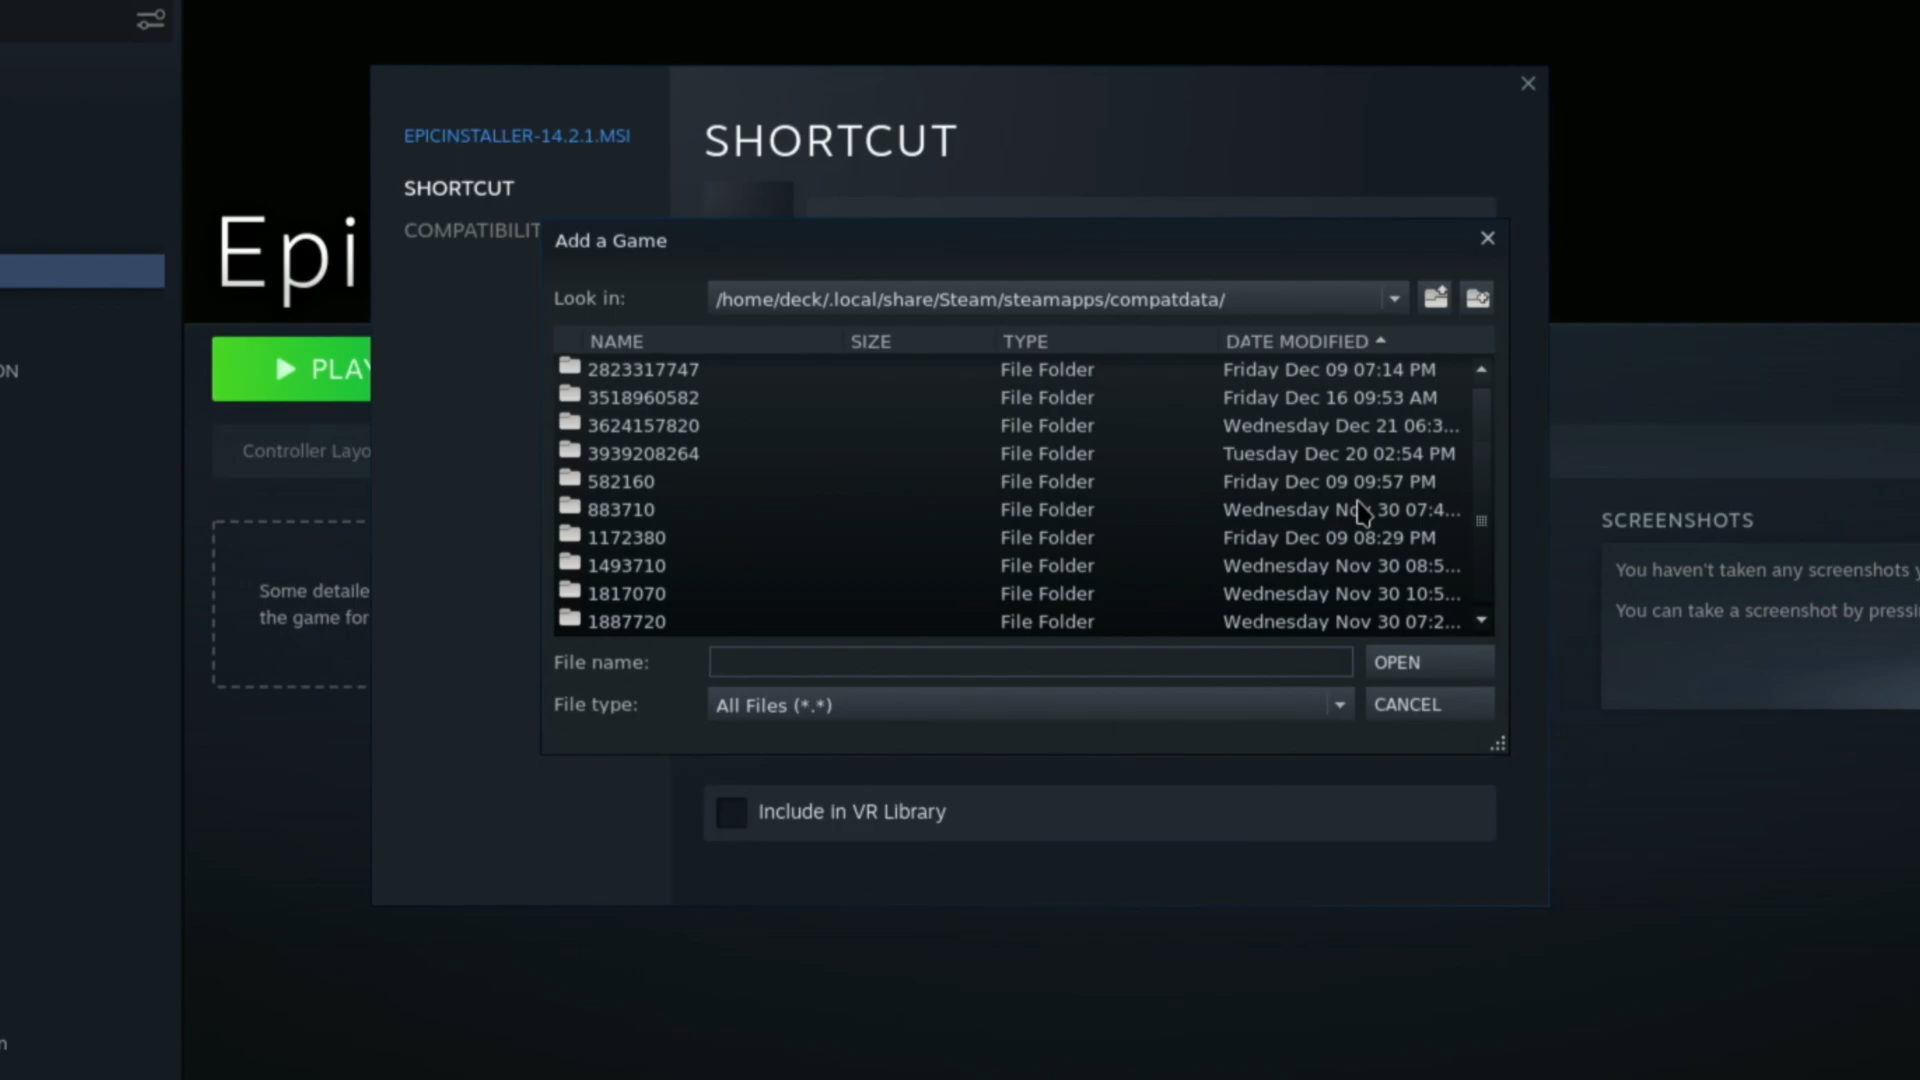 EPICINSTALLER-14.2.1.MSI
SHORTCUT
SHORTCUT
COMPATIBILIT
Epi
Add a Game
Look in: /home/deck/.local/share/Steam/steamapps/compatdata/
NAME SIZE TYPE DATE MODIFIED
2823317747 File Folder Friday Dec 09 07:14 PM
3518960582 File Folder Friday Dec 16 09:53 AM
3624157820 File Folder Wednesday Dec 21 06:3...
3939208264 File Folder Tuesday Dec 20 02:54 PM
582160 File Folder Friday Dec 09 09:57 PM
883710 File Folder Wednesday Nov 30 07:4...
1172380 File Folder Friday Dec 09 08:29 PM
1493710 File Folder Wednesday Nov 30 08:5...
1817070 File Folder Wednesday Nov 30 10:5...
1887720 File Folder Wednesday Nov 30 07:2...
File name: OPEN
File type: All Files (*.*) CANCEL
Include in VR Library
ON
PLAY
Controller Layo
Some detaile
the game for
SCREENSHOTS
You haven't taken any screenshots y
You can take a screenshot by pressi
n